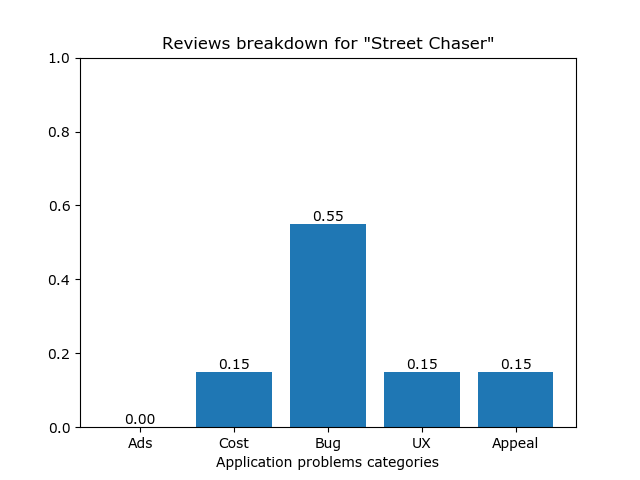 Reviews breakdown for "Street Chaser"
1.0
0.8
0.6
0.4
0.2
0.0
0.00
0.15
0.55
0.15
0.15
Ads
Cost
Bug
UX
Appeal
Application problems categories